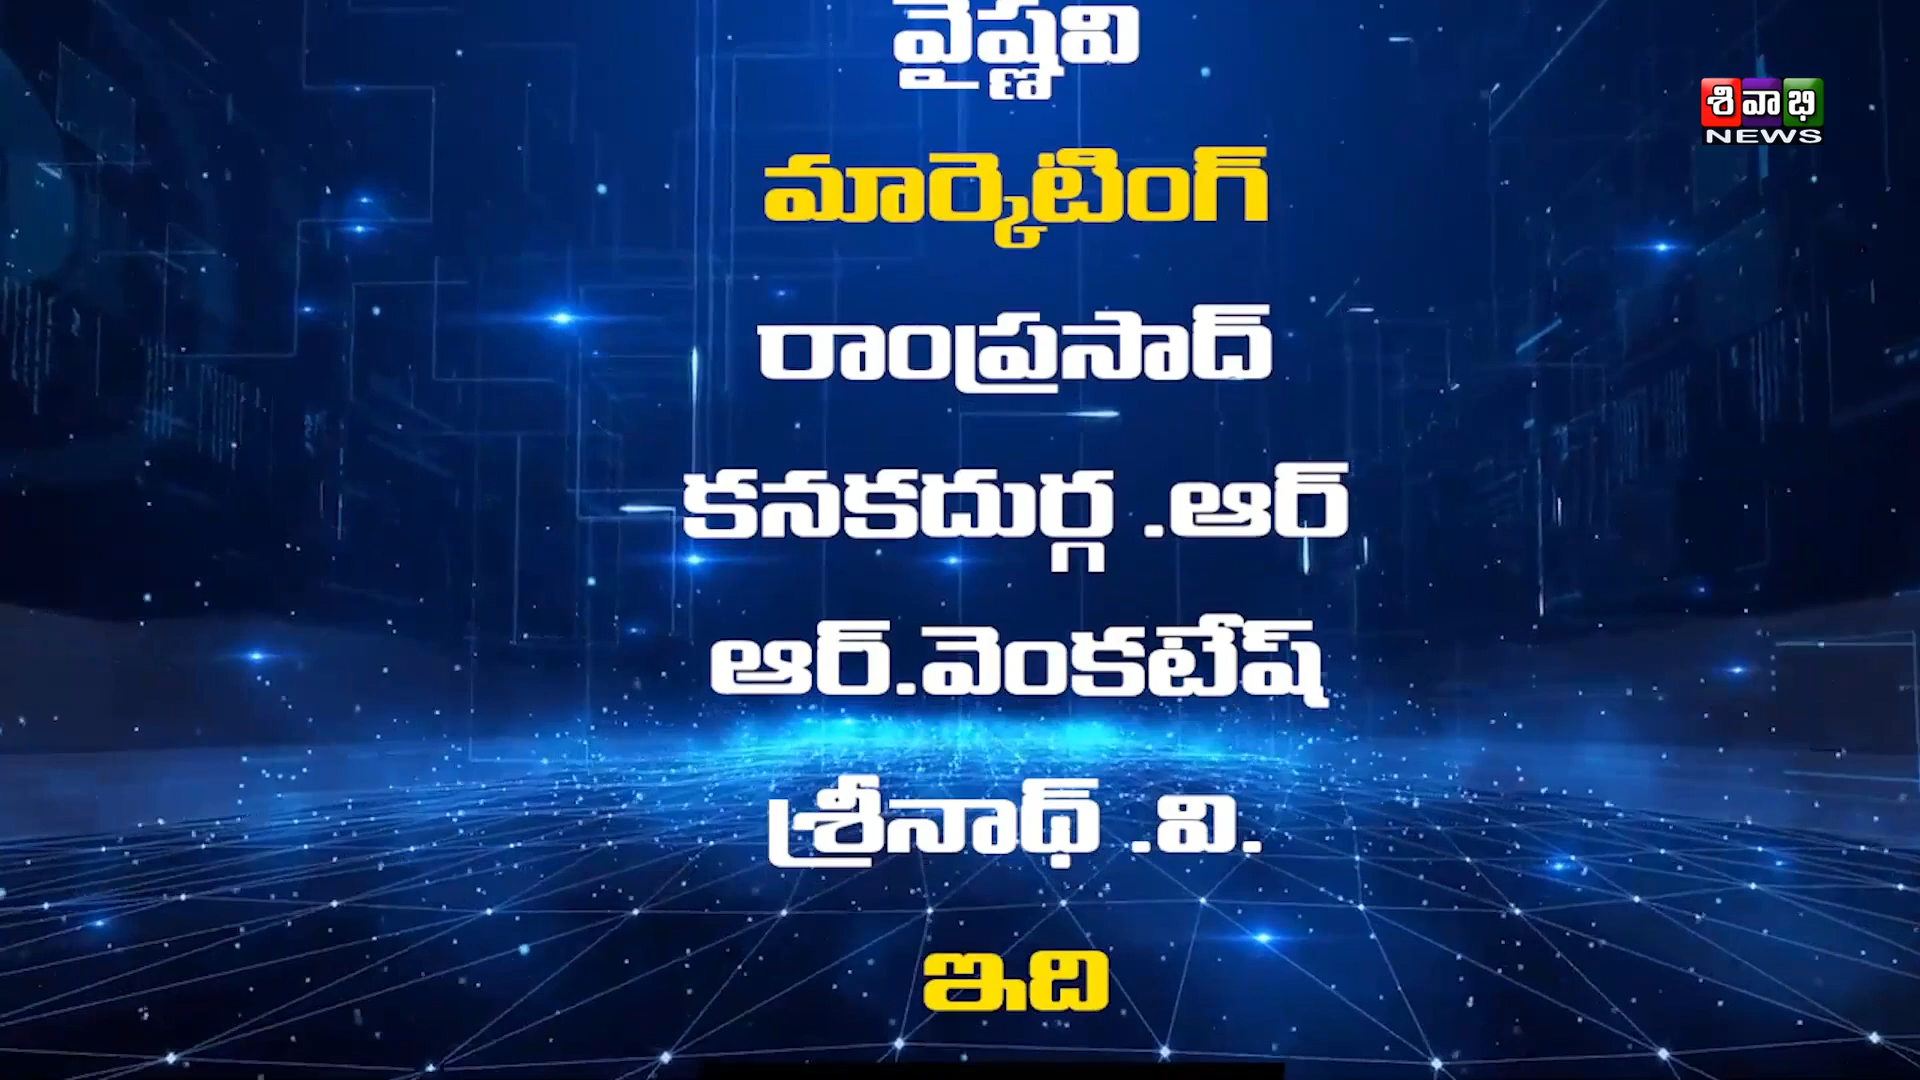 వైష్ణవి
శివాభి
NEWS
మార్కెటింగ్
రాంప్రసాద్
కనకదుర్గ .ఆర్
ఆర్.వెంకటేష్
శ్రీనాధ్ .వి.
ఇది